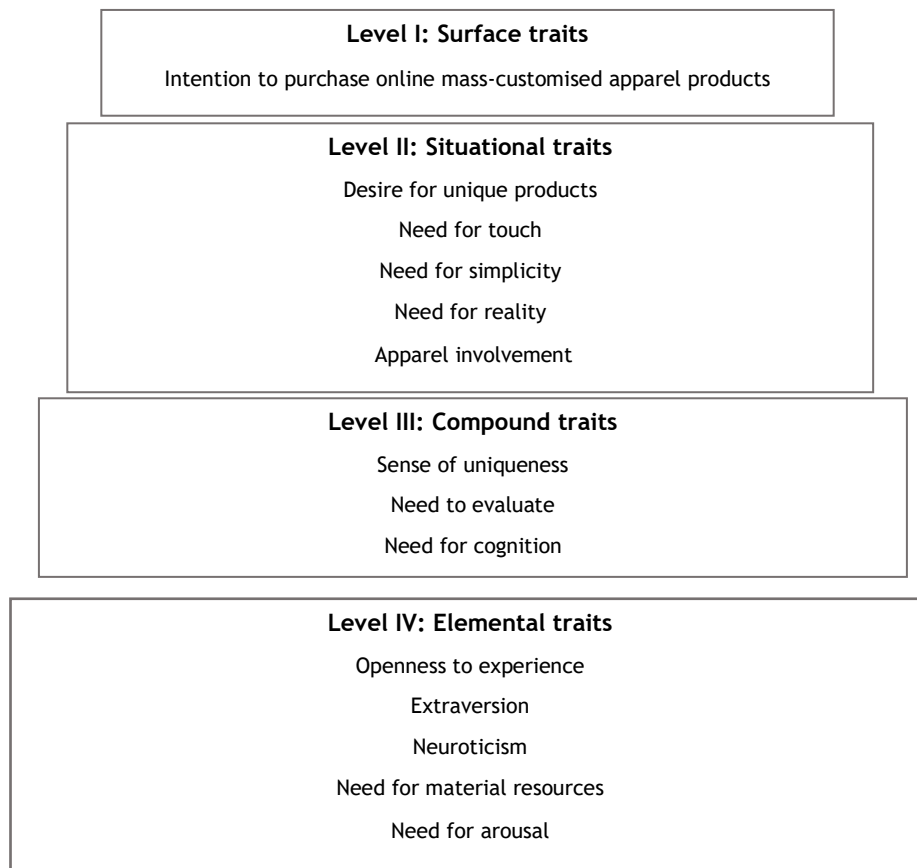 Level I: Surface traits
Intention to purchase online mass-customised apparel products
Level II: Situational traits
Desire for unique products
Need for touch
Need for simplicity
Need for reality
Apparel involvement
Level III: Compound traits
Sense of uniqueness
Need to evaluate
Need for cognition
Level IV: Elemental traits
Openness to experience
Extraversion
Neuroticism
Need for material resources
Need for arousal